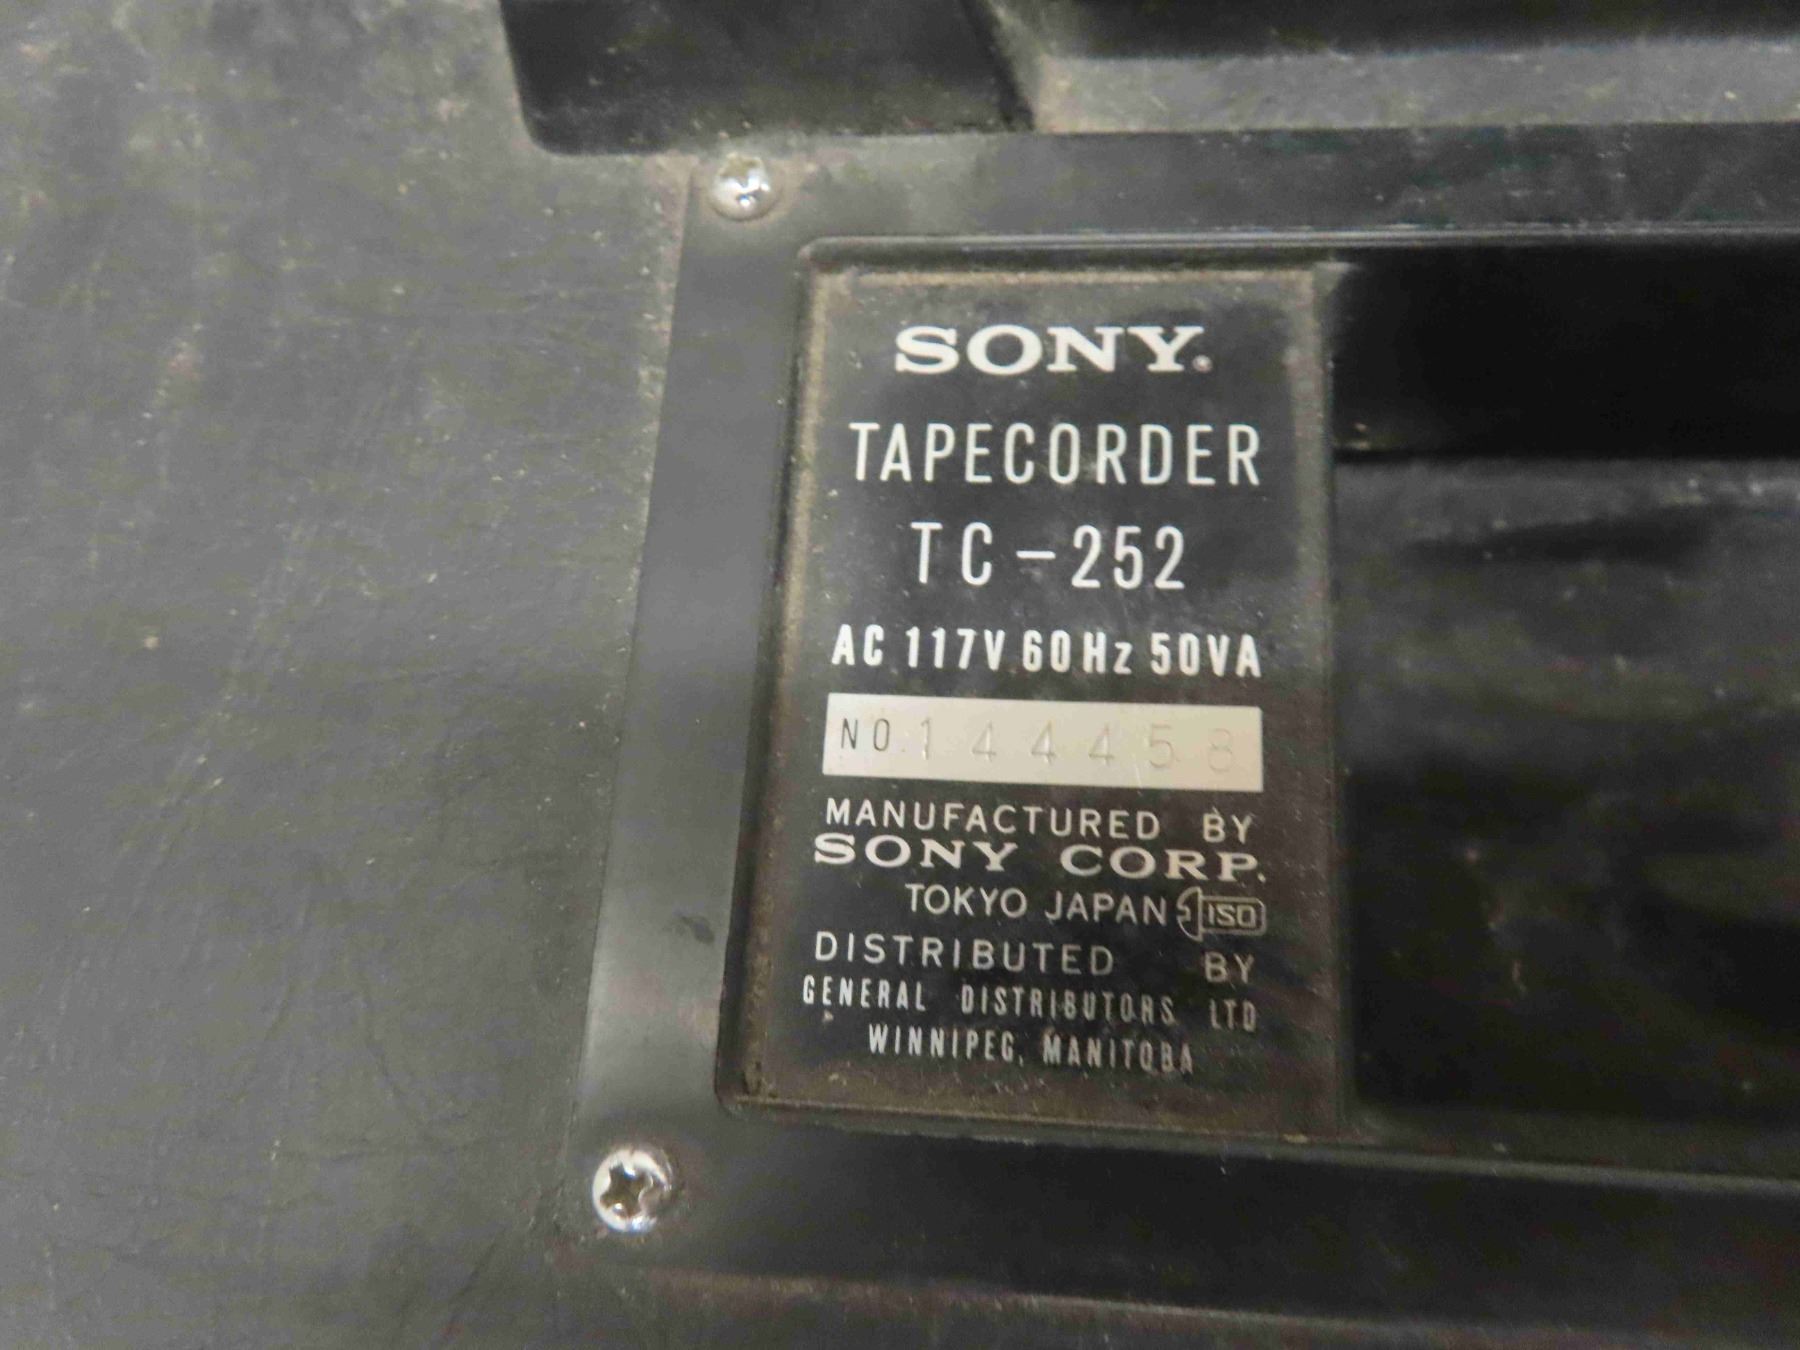 SONY.
TAPECORDER
TC-252
AC 117V 60Hz 50VA
NO. 144458
MANUFACTURED BY
SONY CORP.
TOKYO JAPAN ISO
DISTRIBUTED BY
GENERAL DISTRIBUTORS LTD
WINNIPEG, MANITOBA